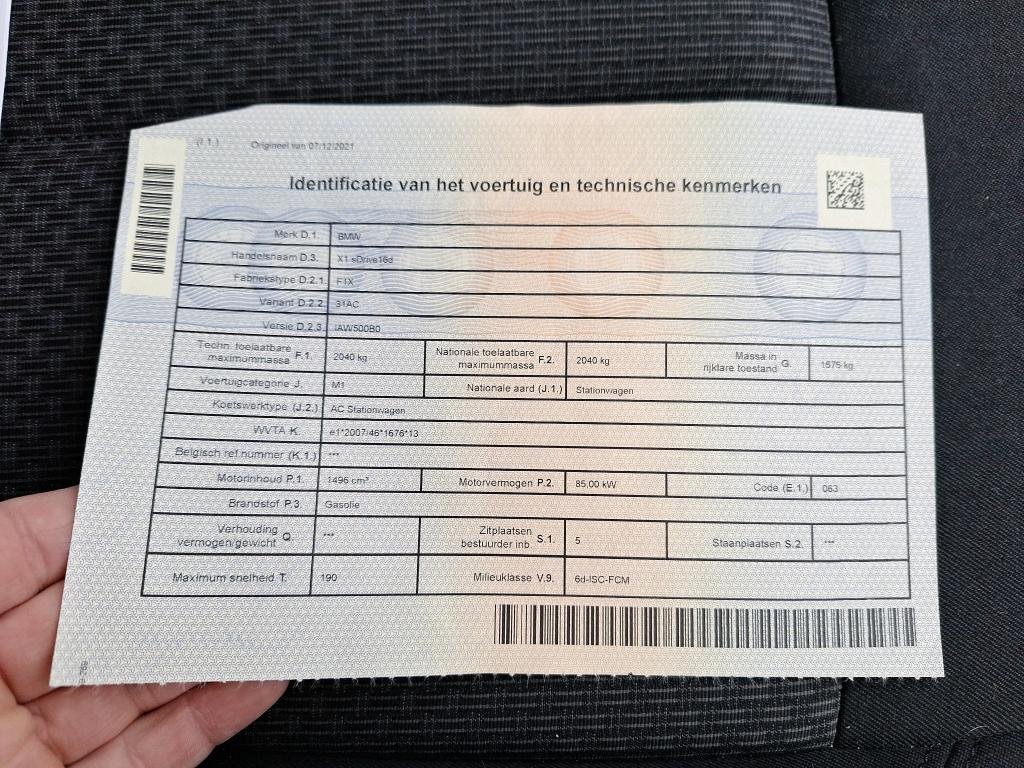 (I.1.) Origineel van 07/12/2021
Identificatie van het voertuig en technische kenmerken
Merk D.1. BMW
Handelsnaam D.3. X1 sDrive16d
Fabriekstype D.2.1. F1X
Variant D.2.2. 31AC
Versie D.2.3. IAW500B0
Techn. toelaatbare maximummassa F.1. 2040 kg Nationale toelaatbare maximummassa F.2. 2040 kg Massa in rijklare toestand G. 1575 kg
Voertuigcategorie J. M1 Nationale aard (J.1.) Stationwagen
Koetswerktype (J.2.) AC Stationwagen
WVTA K. e1*2007/46*1676*13
Belgisch ref nummer (K.1.) ***
Motorinhoud P.1. 1496 cm³ Motorvermogen P.2. 85,00 kW Code (E.1.) 063
Brandstof P.3. Gasolie
Verhouding vermogen/gewicht Q. *** Zitplaatsen bestuurder inb. S.1. 5 Staanplaatsen S.2. ***
Maximum snelheid T. 190 Milieuklasse V.9. 6d-ISC-FCM